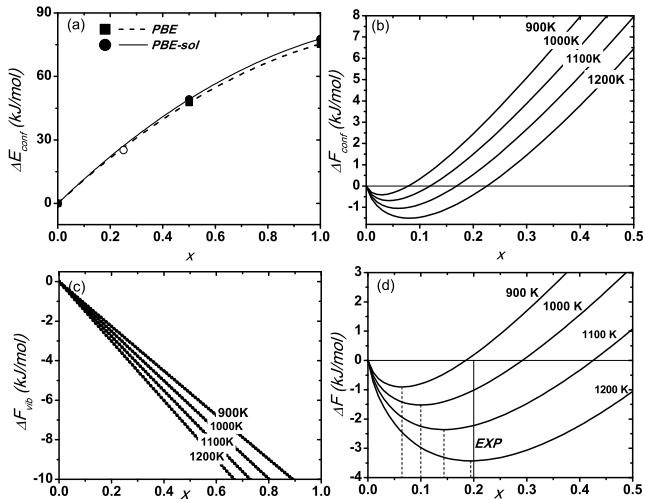 (a)
PBE
PBE-sol
ΔE_conf (kJ/mol)
90
60
30
0
0.0 0.2 0.4 0.6 0.8 1.0
x
(b)
900K
1000K
1100K
1200K
ΔF_conf (kJ/mol)
8
7
6
5
4
3
2
1
0
-1
0.0 0.1 0.2 0.3 0.4 0.5
x
(c)
900K
1000K
1100K
1200K
ΔF_vib (kJ/mol)
0
-2
-4
-6
-8
-10
0.0 0.2 0.4 0.6 0.8 1.0
x
(d)
900 K
1000 K
1100 K
1200 K
EXP
ΔF (kJ/mol)
3
2
1
0
-1
-2
-3
-4
0.0 0.1 0.2 0.3 0.4 0.5
x